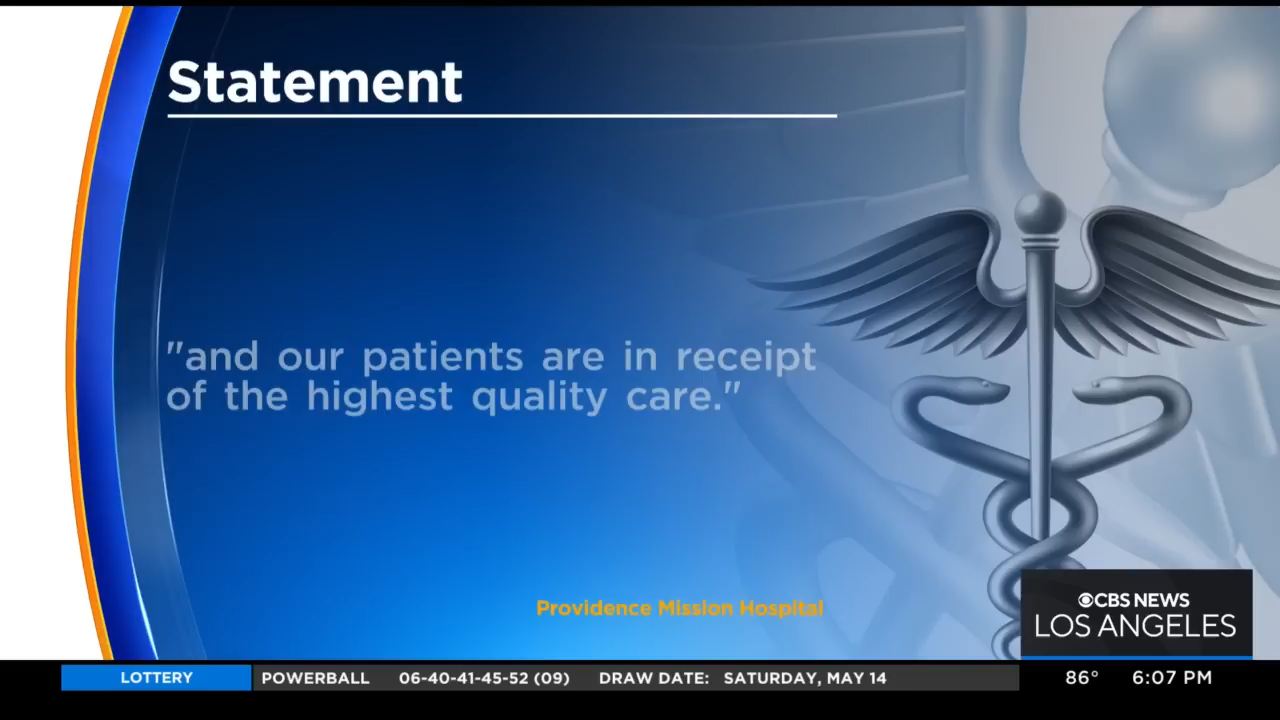 Statement
"and our patients are in receipt
of the highest quality care."
Providence Mission Hospital
CBS NEWS
LOS ANGELES
LOTTERY POWERBALL 06-40-41-45-52 (09) DRAW DATE: SATURDAY, MAY 14 86° 6:07 PM